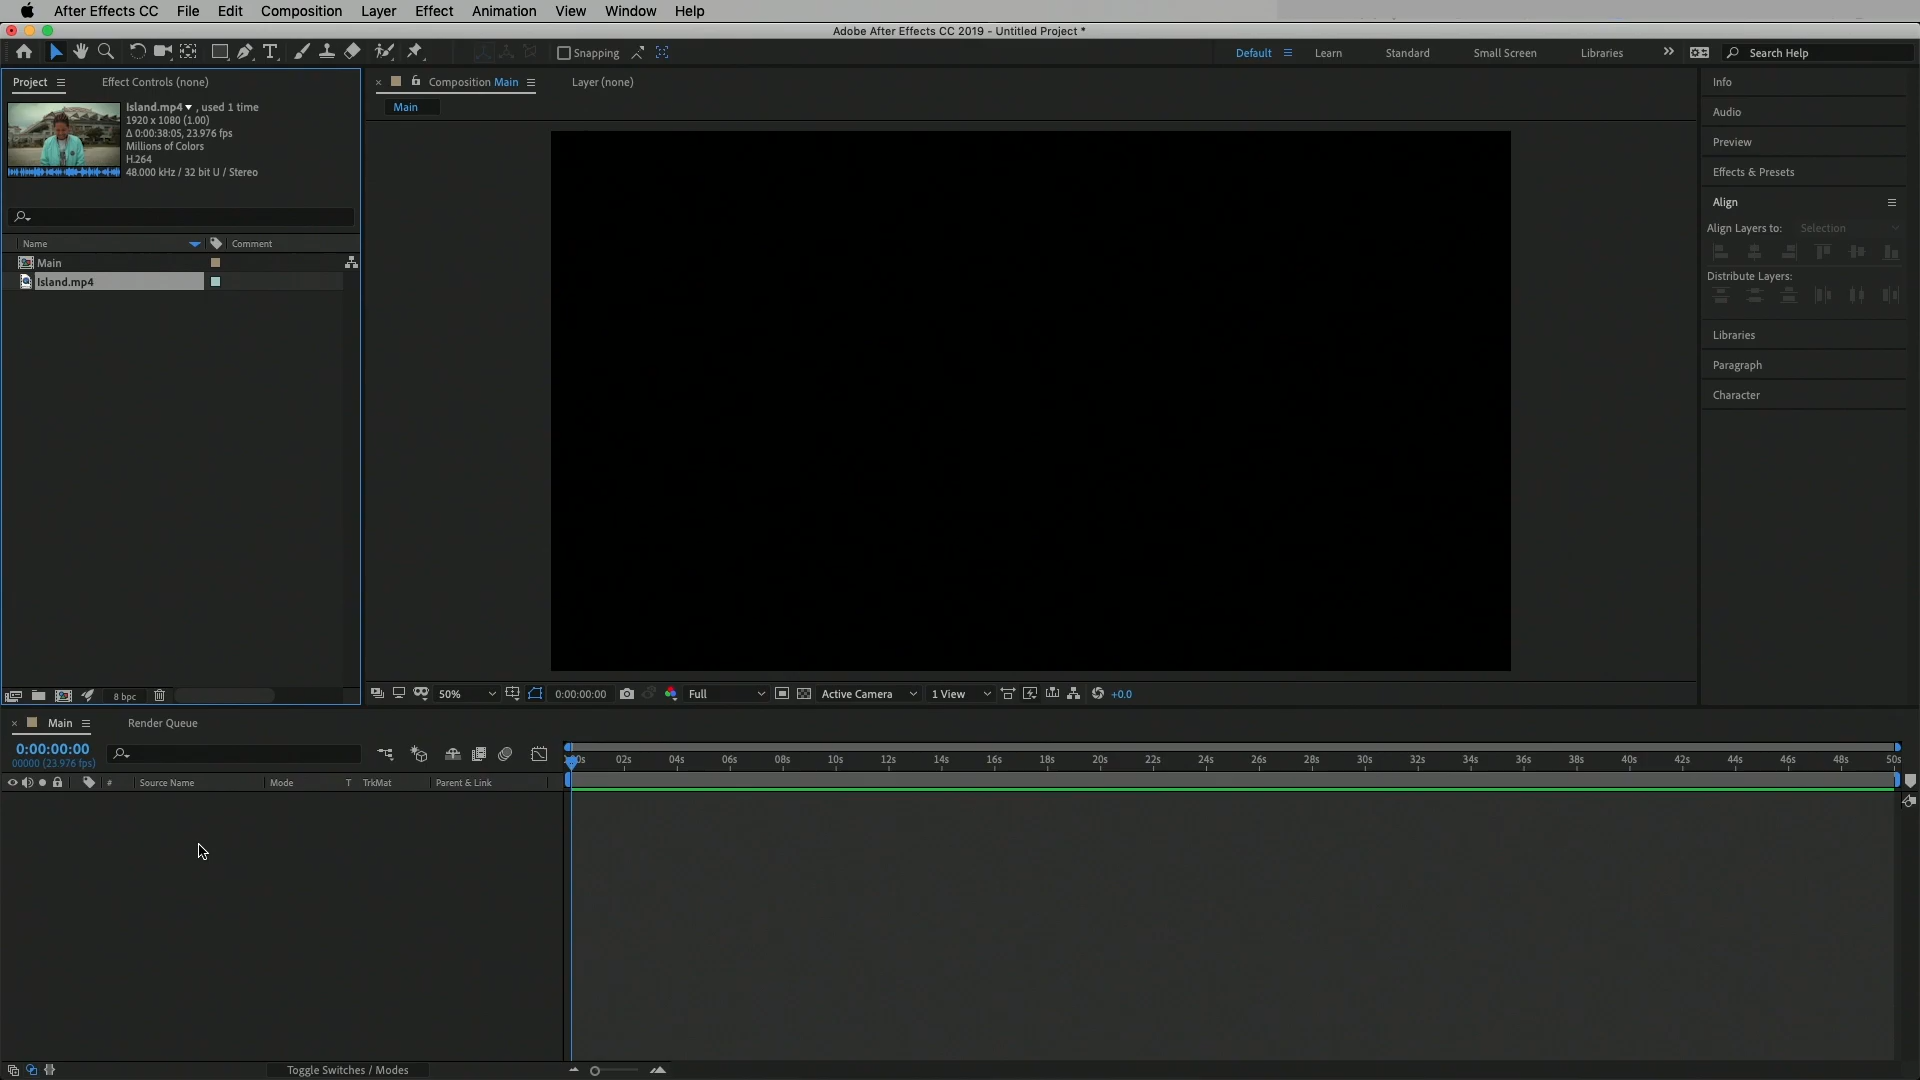 After Effects CC File Edit Composition Layer Effect Animation View Window Help
Adobe After Effects CC 2019 - Untitled Project *
Snapping
Default Learn Standard Small Screen Libraries Search Help
Project Effect Controls (none)
Island.mp4 , used 1 time
1920 x 1080 (1.00)
Δ 0:00:38:05, 23.976 fps
Millions of Colors
H.264
48.000 kHz / 32 bit U / Stereo
Name Comment
Main
Island.mp4
8 bpc
Composition Main Layer (none)
Main
50% 0:00:00:00 Full Active Camera 1 View +0.0
Info
Audio
Preview
Effects & Presets
Align
Align Layers to: Selection
Distribute Layers:
Libraries
Paragraph
Character
Main Render Queue
0:00:00:00
00000 (23.976 fps)
# Source Name Mode T TrkMat Parent & Link
02s 04s 06s 08s 10s 12s 14s 16s 18s 20s 22s 24s 26s 28s 30s 32s 34s 36s 38s 40s 42s 44s 46s 48s 50s
Toggle Switches / Modes